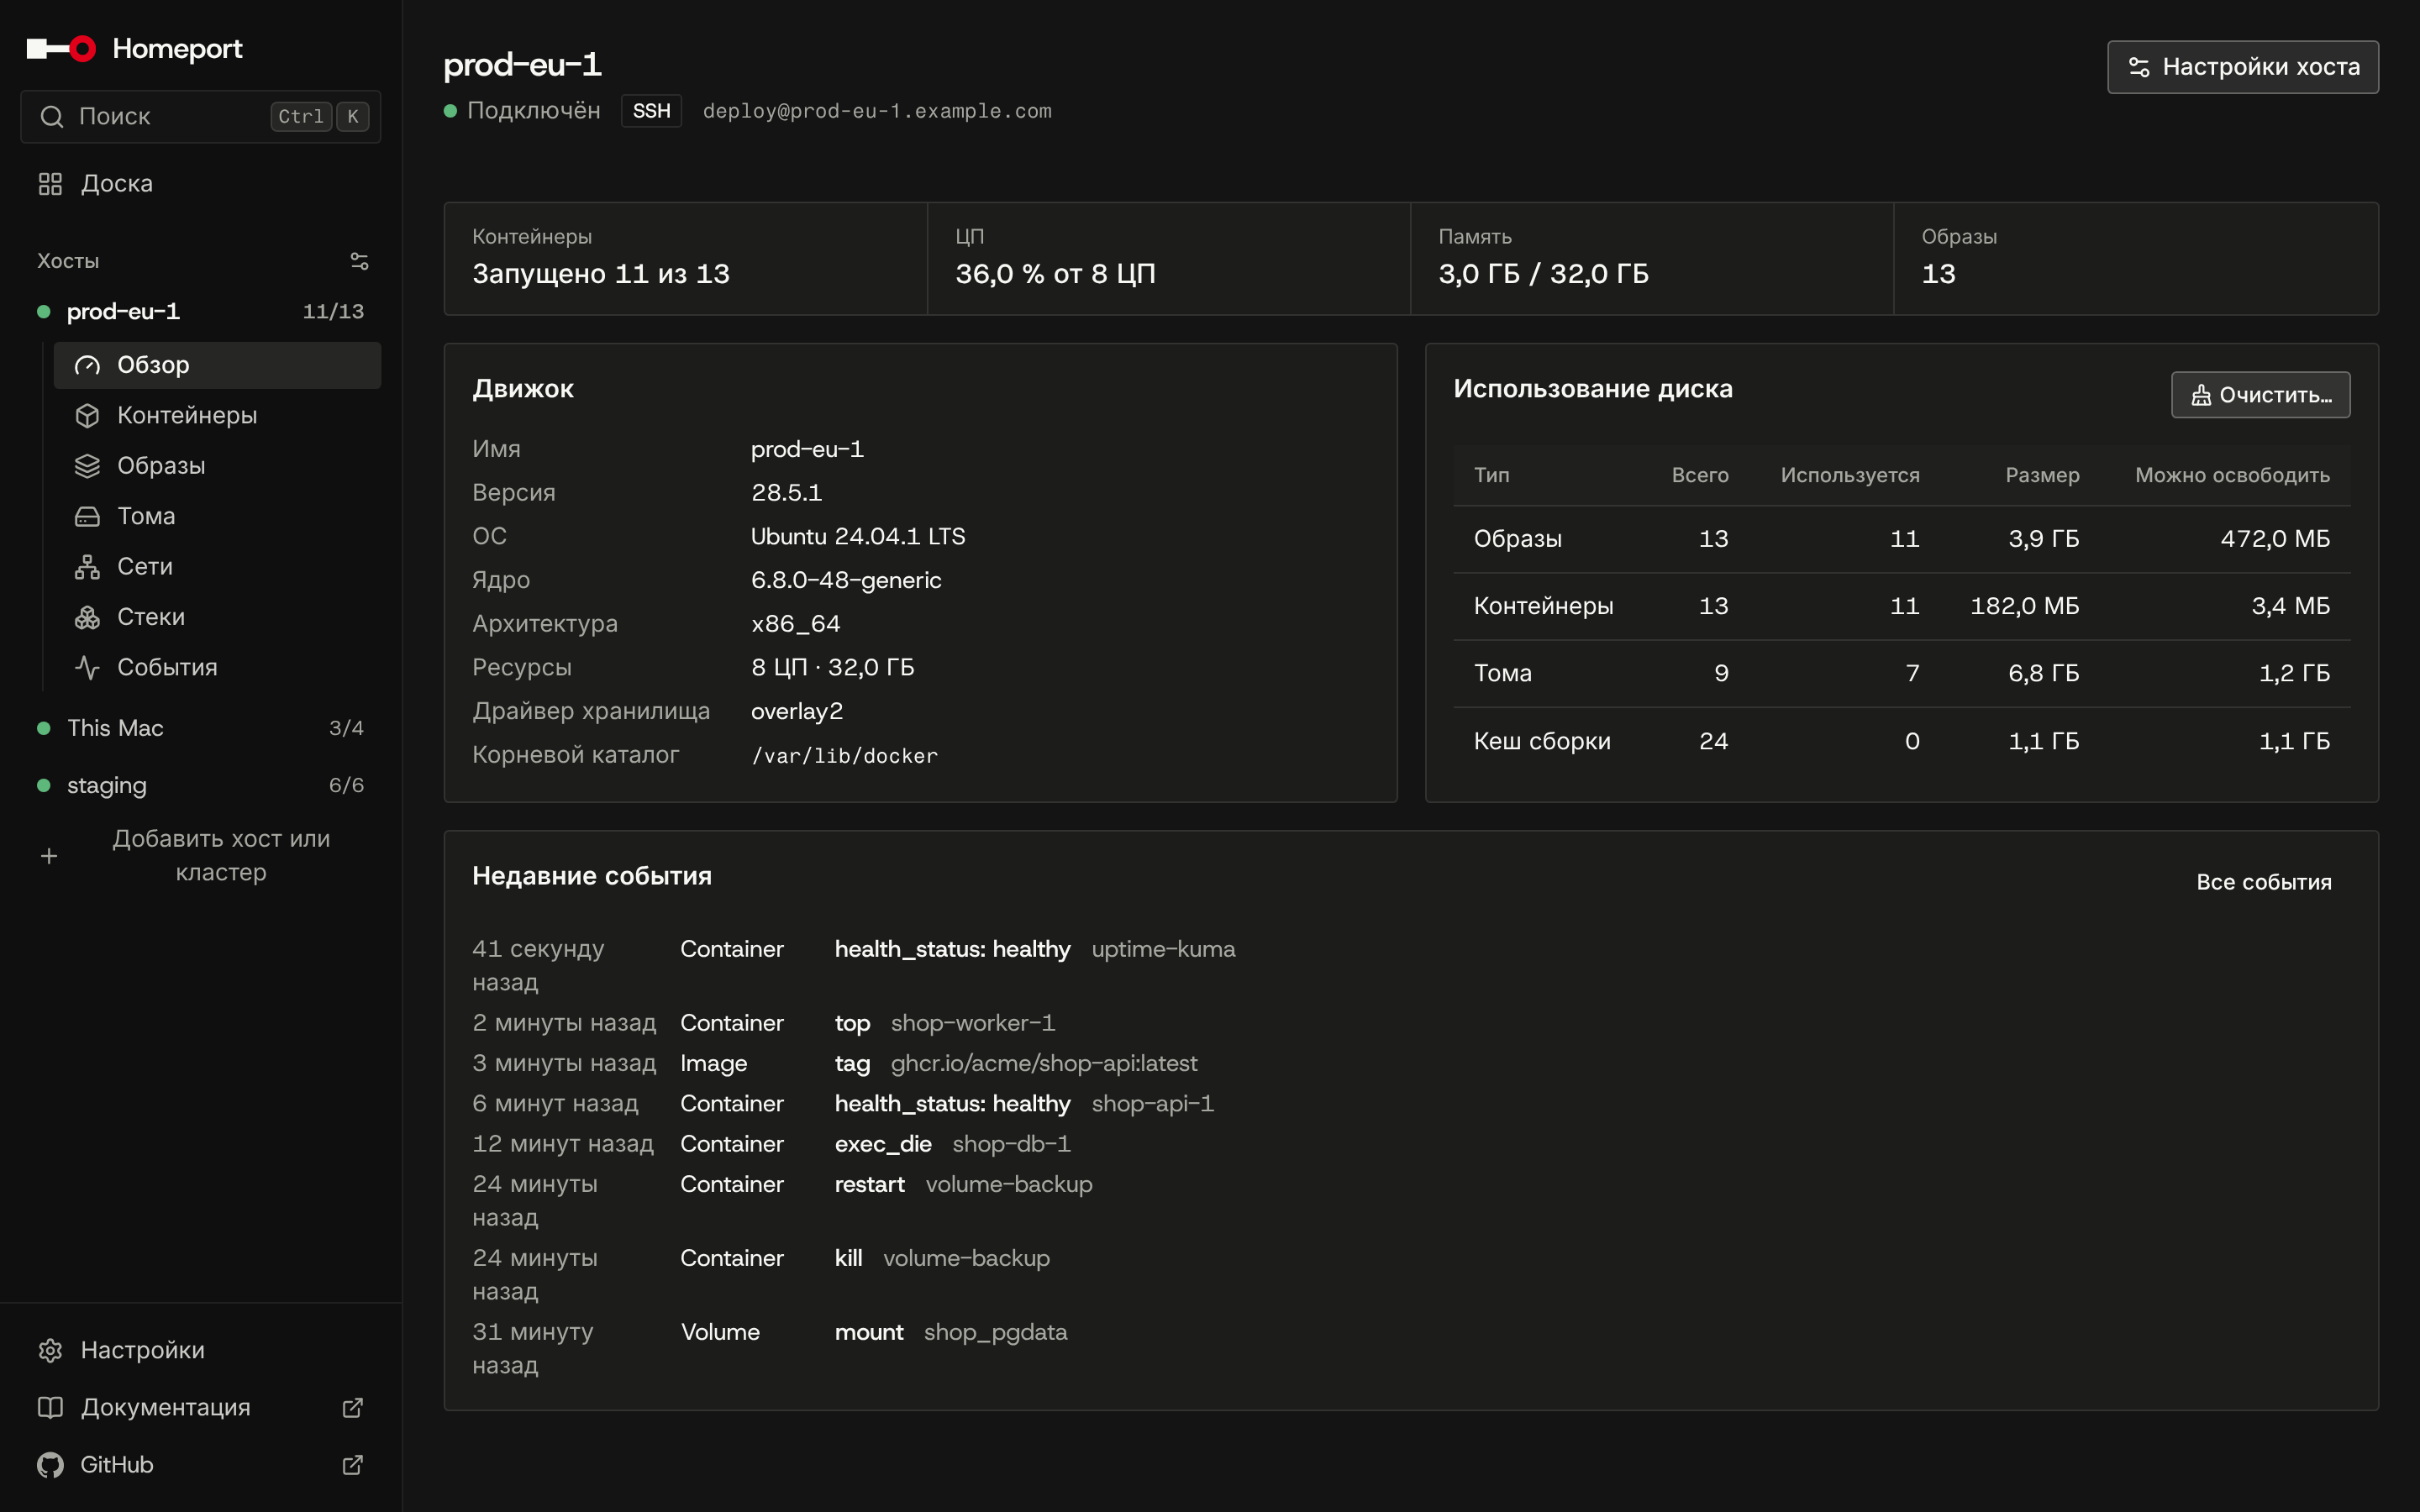 Homeport
Поиск Ctrl K
Доска
Хосты
prod-eu-1 11/13
Обзор
Контейнеры
Образы
Тома
Сети
Стеки
События
This Mac 3/4
staging 6/6
Добавить хост или
кластер
Настройки
Документация
GitHub
prod-eu-1
Подключён SSH deploy@prod-eu-1.example.com
Настройки хоста
Контейнеры
Запущено 11 из 13
ЦП
36,0 % от 8 ЦП
Память
3,0 ГБ / 32,0 ГБ
Образы
13
Движок
Имя prod-eu-1
Версия 28.5.1
ОС Ubuntu 24.04.1 LTS
Ядро 6.8.0-48-generic
Архитектура x86_64
Ресурсы 8 ЦП · 32,0 ГБ
Драйвер хранилища overlay2
Корневой каталог /var/lib/docker
Использование диска
Очистить…
Тип Всего Используется Размер Можно освободить
Образы 13 11 3,9 ГБ 472,0 МБ
Контейнеры 13 11 182,0 МБ 3,4 МБ
Тома 9 7 6,8 ГБ 1,2 ГБ
Кеш сборки 24 0 1,1 ГБ 1,1 ГБ
Недавние события
Все события
41 секунду
назад
Container health_status: healthy uptime-kuma
2 минуты назад Container top shop-worker-1
3 минуты назад Image tag ghcr.io/acme/shop-api:latest
6 минут назад Container health_status: healthy shop-api-1
12 минут назад Container exec_die shop-db-1
24 минуты
назад
Container restart volume-backup
24 минуты
назад
Container kill volume-backup
31 минуту
назад
Volume mount shop_pgdata